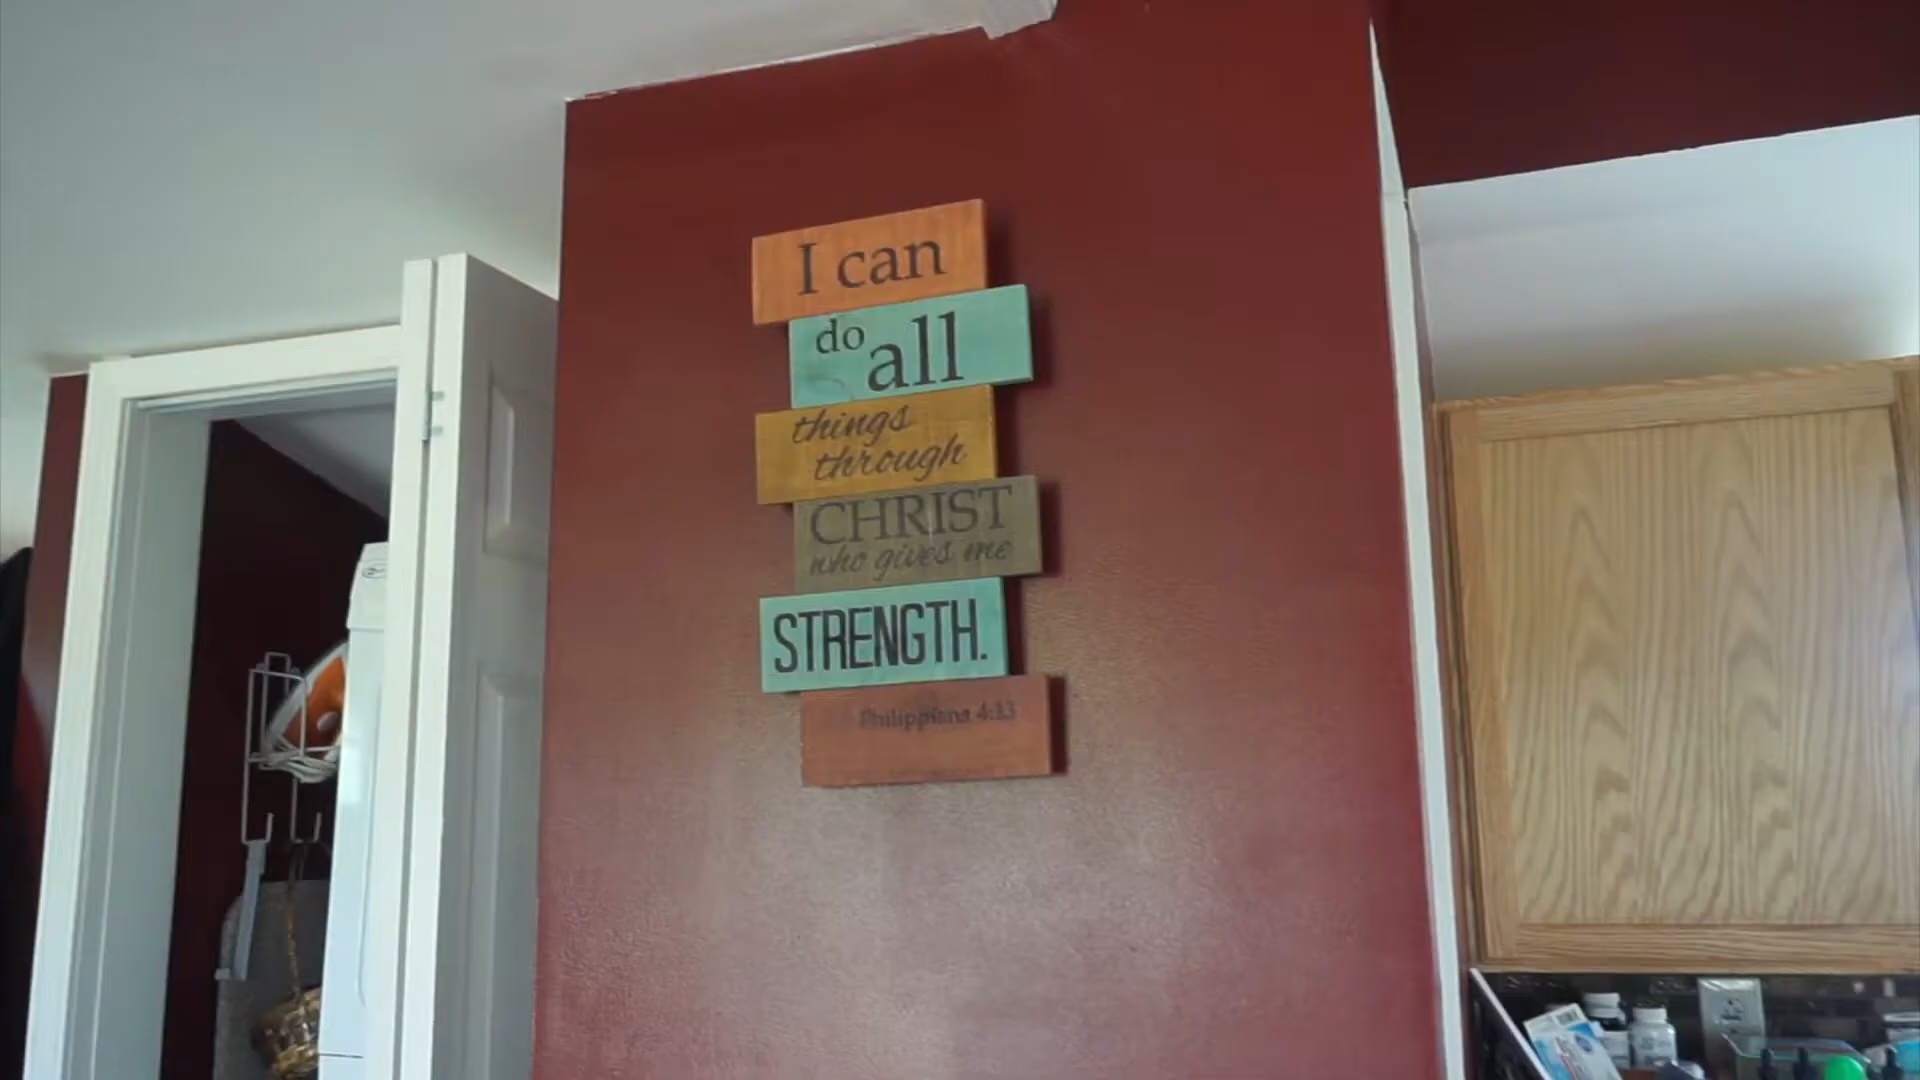 I can
do all
things
through
CHRIST
who gives me
STRENGTH.
Philippians 4:13